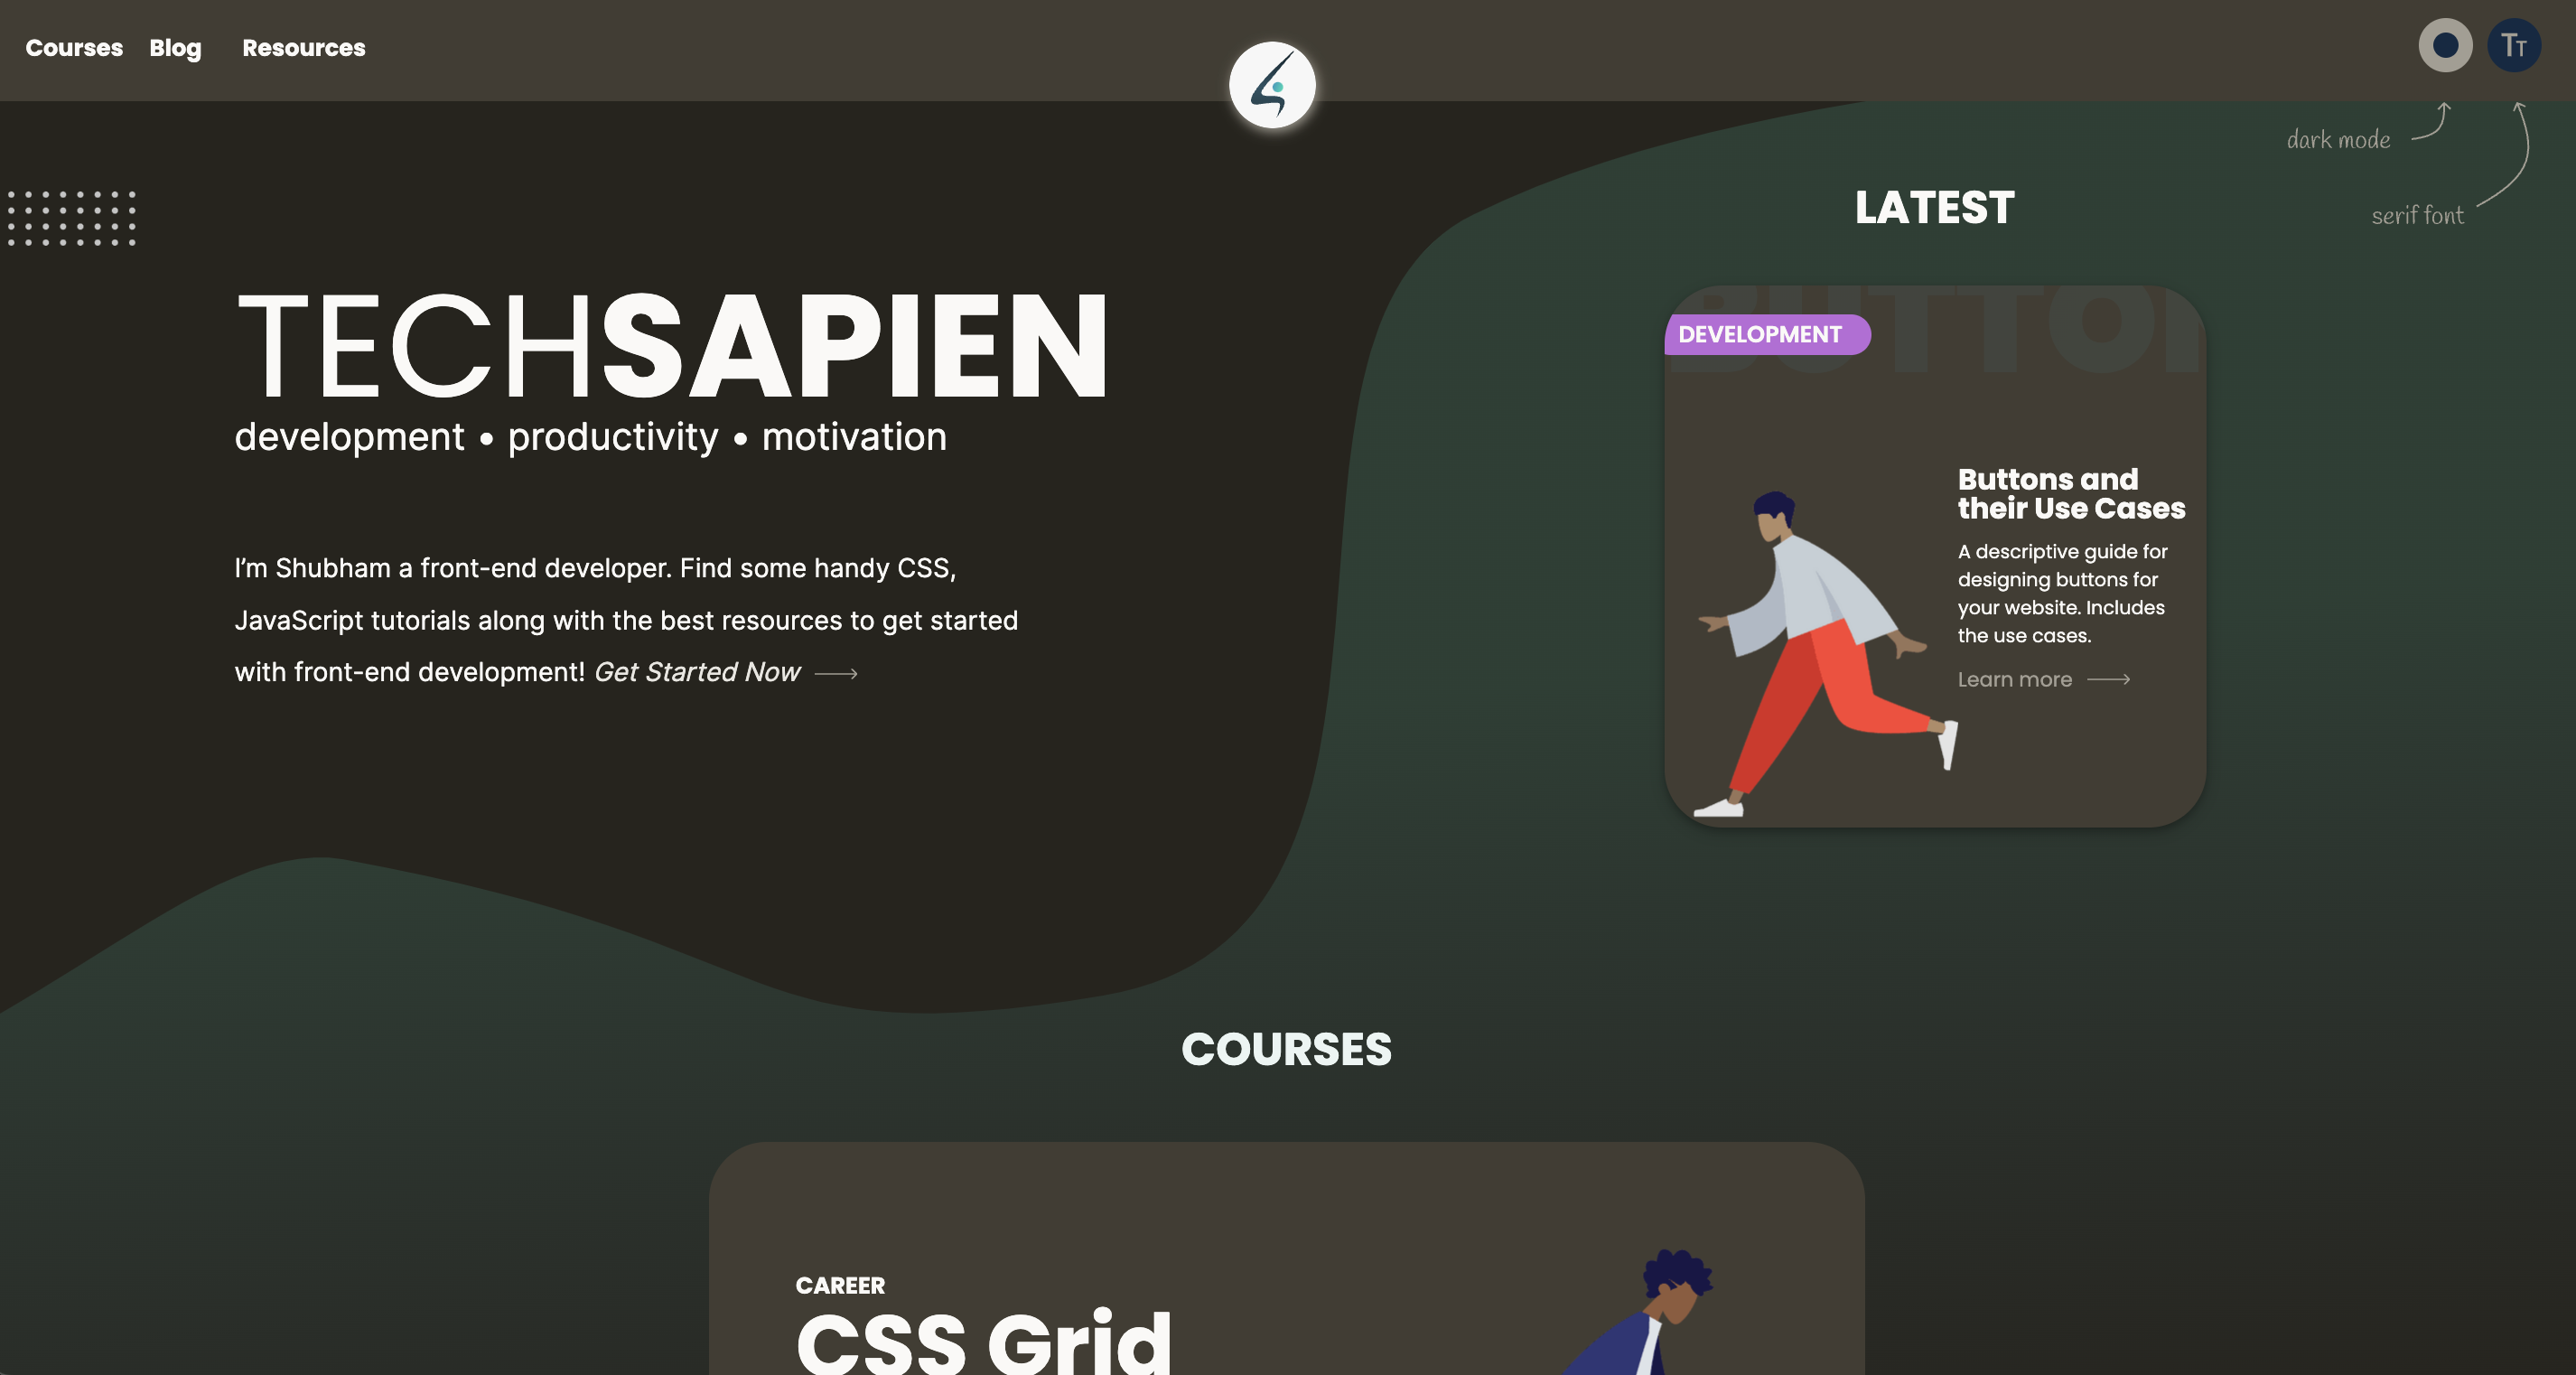 Courses Blog Resources
TT
dark mode
serif font
LATEST
TECHSAPIEN
development • productivity • motivation
I'm Shubham a front-end developer. Find some handy CSS,
JavaScript tutorials along with the best resources to get started
with front-end development! Get Started Now
BUTTON
DEVELOPMENT
Buttons and
their Use Cases
A descriptive guide for
designing buttons for
your website. Includes
the use cases.
Learn more
COURSES
CAREER
CSS Grid